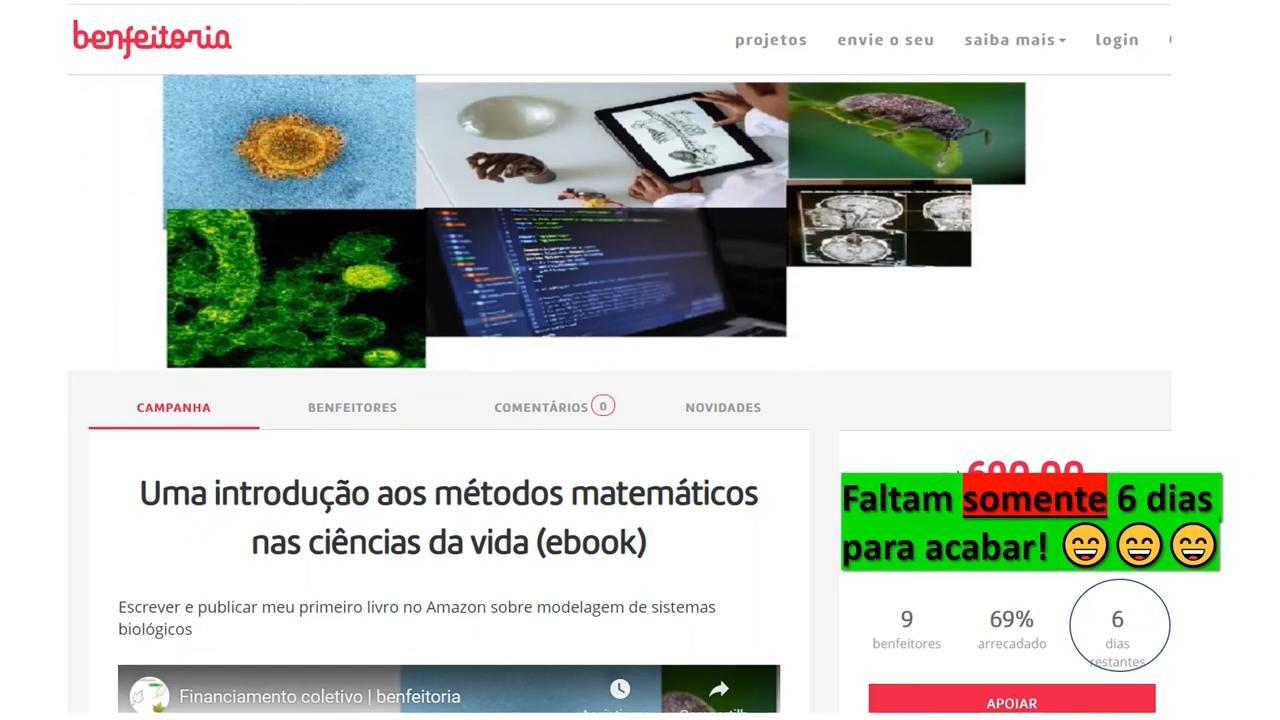 benfeitoria
projetos envie o seu saiba mais login
CAMPANHA BENFEITORES COMENTÁRIOS 0 NOVIDADES
Uma introdução aos métodos matemáticos
nas ciências da vida (ebook)
Escrever e publicar meu primeiro livro no Amazon sobre modelagem de sistemas
biológicos
Financiamento coletivo | benfeitoria
Faltam somente 6 dias
para acabar! 😄😄😄
9 69% 6
benfeitores arrecadado dias
restantes
APOIAR